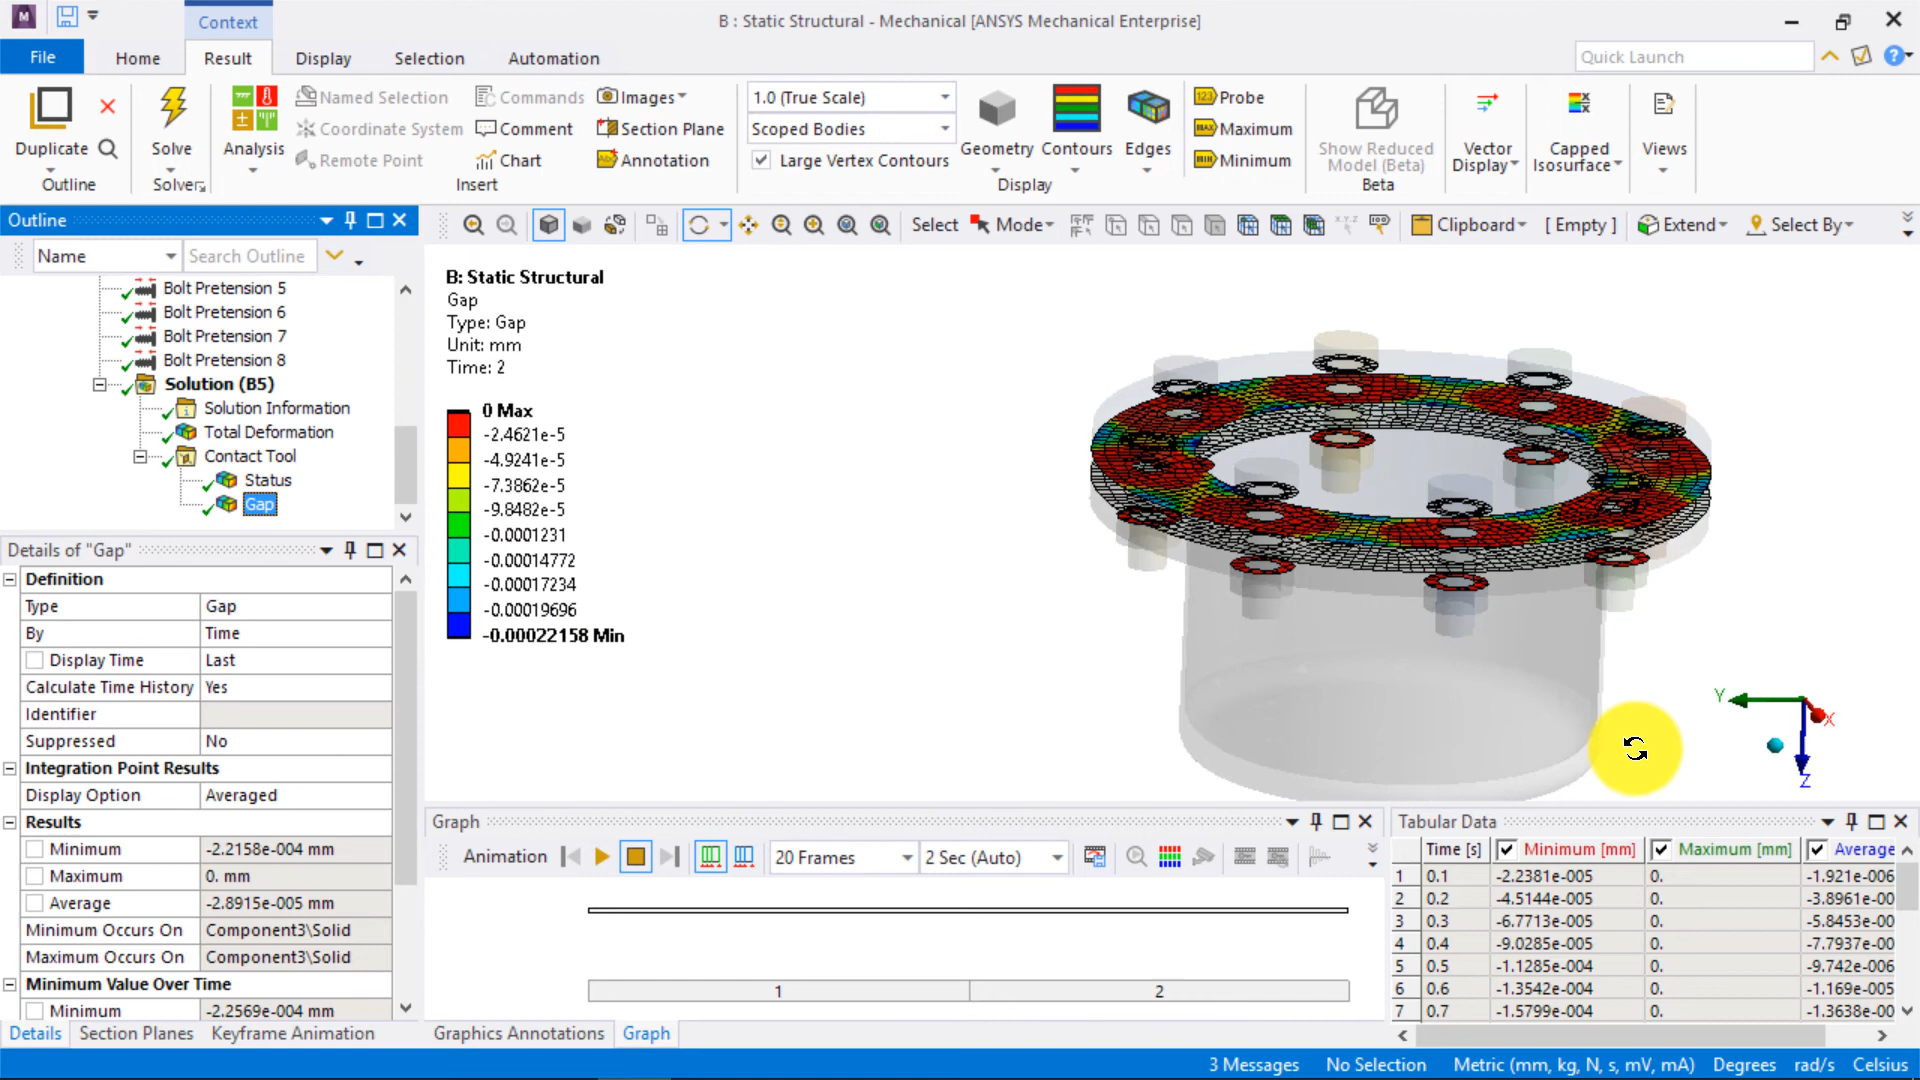 M
Context
B : Static Structural - Mechanical [ANSYS Mechanical Enterprise]
File
Home
Result
Display
Selection
Automation
Quick Launch
Duplicate
Outline
Solve
Solver
Analysis
Named Selection
Coordinate System
Remote Point
Commands
Comment
Chart
Images
Section Plane
Annotation
Insert
1.0 (True Scale)
Scoped Bodies
Large Vertex Contours
Geometry
Contours
Edges
Display
Probe
Maximum
Minimum
Show Reduced
Model (Beta)
Beta
Vector
Display
Capped
Isosurface
Views
Outline
Name
Search Outline
Select
Mode
Clipboard
[ Empty ]
Extend
Select By
Bolt Pretension 5
Bolt Pretension 6
Bolt Pretension 7
Bolt Pretension 8
Solution (B5)
Solution Information
Total Deformation
Contact Tool
Status
Gap
B: Static Structural
Gap
Type: Gap
Unit: mm
Time: 2
0 Max
-2.4621e-5
-4.9241e-5
-7.3862e-5
-9.8482e-5
-0.0001231
-0.00014772
-0.00017234
-0.00019696
-0.00022158 Min
Y
X
Z
Details of "Gap"
Definition
Type Gap
By Time
Display Time Last
Calculate Time History Yes
Identifier
Suppressed No
Integration Point Results
Display Option Averaged
Results
Minimum -2.2158e-004 mm
Maximum 0. mm
Average -2.8915e-005 mm
Minimum Occurs On Component3\Solid
Maximum Occurs On Component3\Solid
Minimum Value Over Time
Minimum -2.2569e-004 mm
Details
Section Planes
Keyframe Animation
Graph
Animation
20 Frames
2 Sec (Auto)
1
2
Graphics Annotations
Graph
Tabular Data
Time [s] Minimum [mm] Maximum [mm] Average
1 0.1 -2.2381e-005 0. -1.921e-006
2 0.2 -4.5144e-005 0. -3.8961e-00
3 0.3 -6.7713e-005 0. -5.8453e-00
4 0.4 -9.0285e-005 0. -7.7937e-00
5 0.5 -1.1285e-004 0. -9.742e-006
6 0.6 -1.3542e-004 0. -1.169e-005
7 0.7 -1.5799e-004 0. -1.3638e-00
3 Messages
No Selection
Metric (mm, kg, N, s, mV, mA)
Degrees
rad/s
Celsius